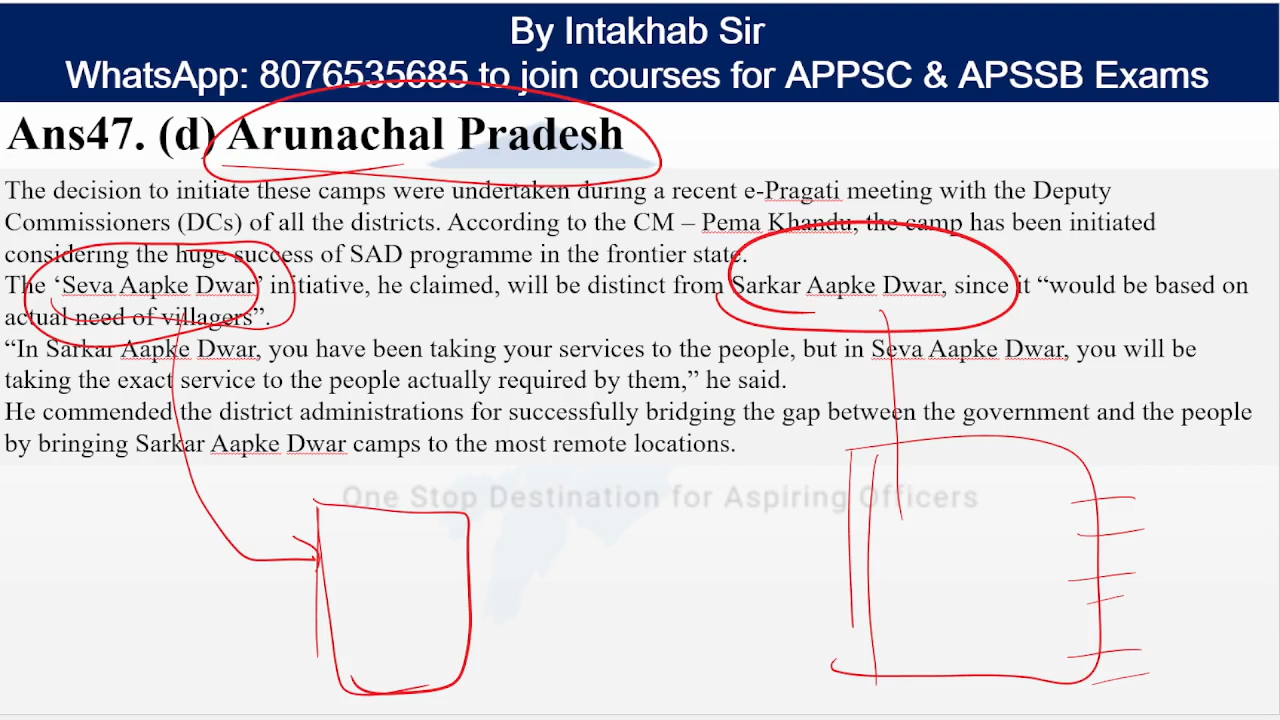 By Intakhab Sir
WhatsApp: 8076535685 to join courses for APPSC & APSSB Exams
Ans47. (d) Arunachal Pradesh
The decision to initiate these camps were undertaken during a recent e-Pragati meeting with the Deputy
Commissioners (DCs) of all the districts. According to the CM – Pema Khandu, the camp has been initiated
considering the huge success of SAD programme in the frontier state.
The ‘Seva Aapke Dwar’ initiative, he claimed, will be distinct from Sarkar Aapke Dwar, since it “would be based on
actual need of villagers”.
“In Sarkar Aapke Dwar, you have been taking your services to the people, but in Seva Aapke Dwar, you will be
taking the exact service to the people actually required by them,” he said.
He commended the district administrations for successfully bridging the gap between the government and the people
by bringing Sarkar Aapke Dwar camps to the most remote locations.
One Stop Destination for Aspiring Officers